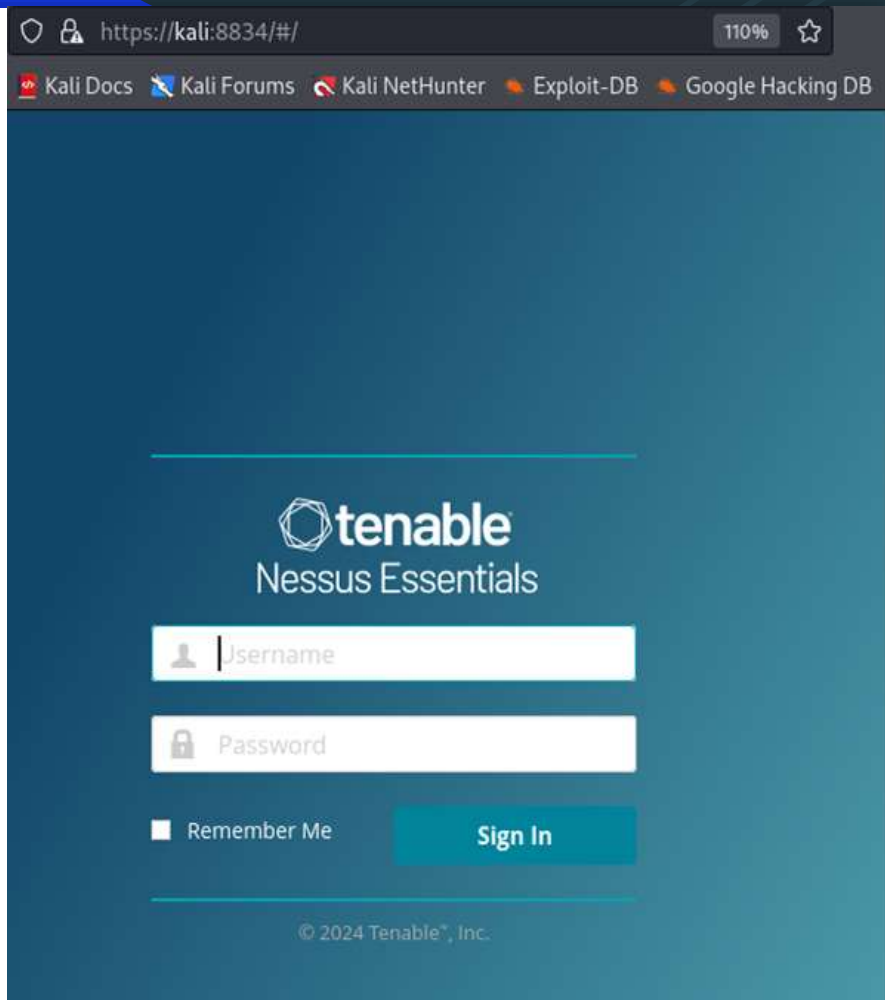 https://kali:8834/#/ 110%
Kali Docs Kali Forums Kali NetHunter Exploit-DB Google Hacking DB
tenable
Nessus Essentials
Username
Password
Remember Me Sign In
© 2024 Tenable™, Inc.